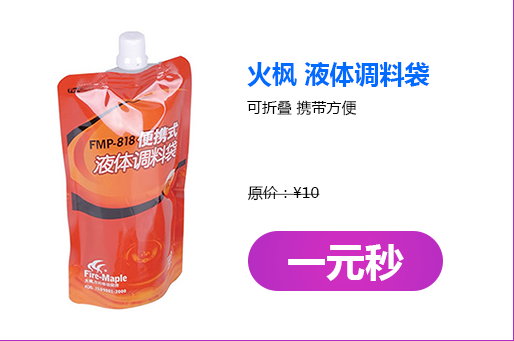 火枫 液体调料袋
可折叠 携带方便
FMP-818
便携式
液体调料袋
原价：¥10
一元秒
Fire-Maple